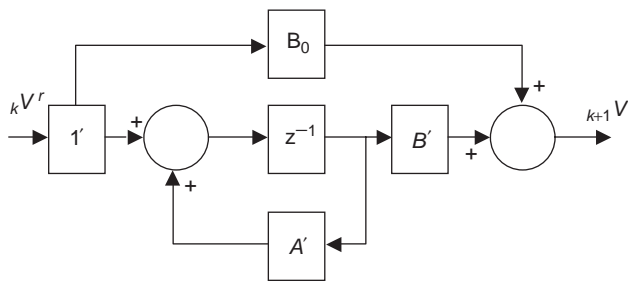 B₀
+
ₖVʳ
1′
+
z⁻¹
B′
+
ₖ₊₁V
+
A′